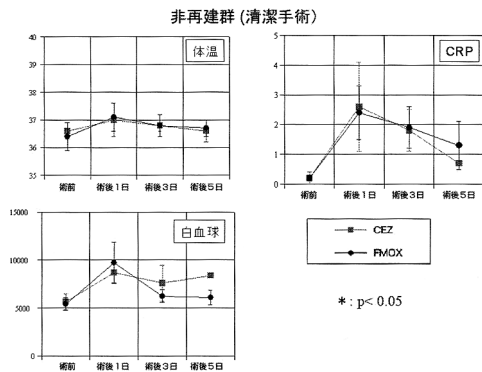 非再建群 (清潔手術)
体温
40
39
38
37
36
35
術前
術後1日
術後3日
術後5日
CRP
5
4
3
2
1
0
術前
術後1日
術後3日
術後5日
白血球
15000
10000
5000
0
術前
術後1日
術後3日
術後5日
CEZ
FMOX
*: p< 0.05